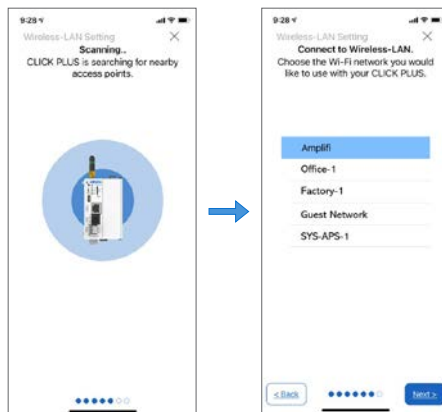 9:28
Wireless-LAN Setting
Scanning..
CLICK PLUS is searching for nearby
access points.
9:28
Wireless-LAN Setting
Connect to Wireless-LAN.
Choose the Wi-Fi network you would
like to use with your CLICK PLUS.
Amplifi
Office-1
Factory-1
Guest Network
SYS-APS-1
< Back
Next >